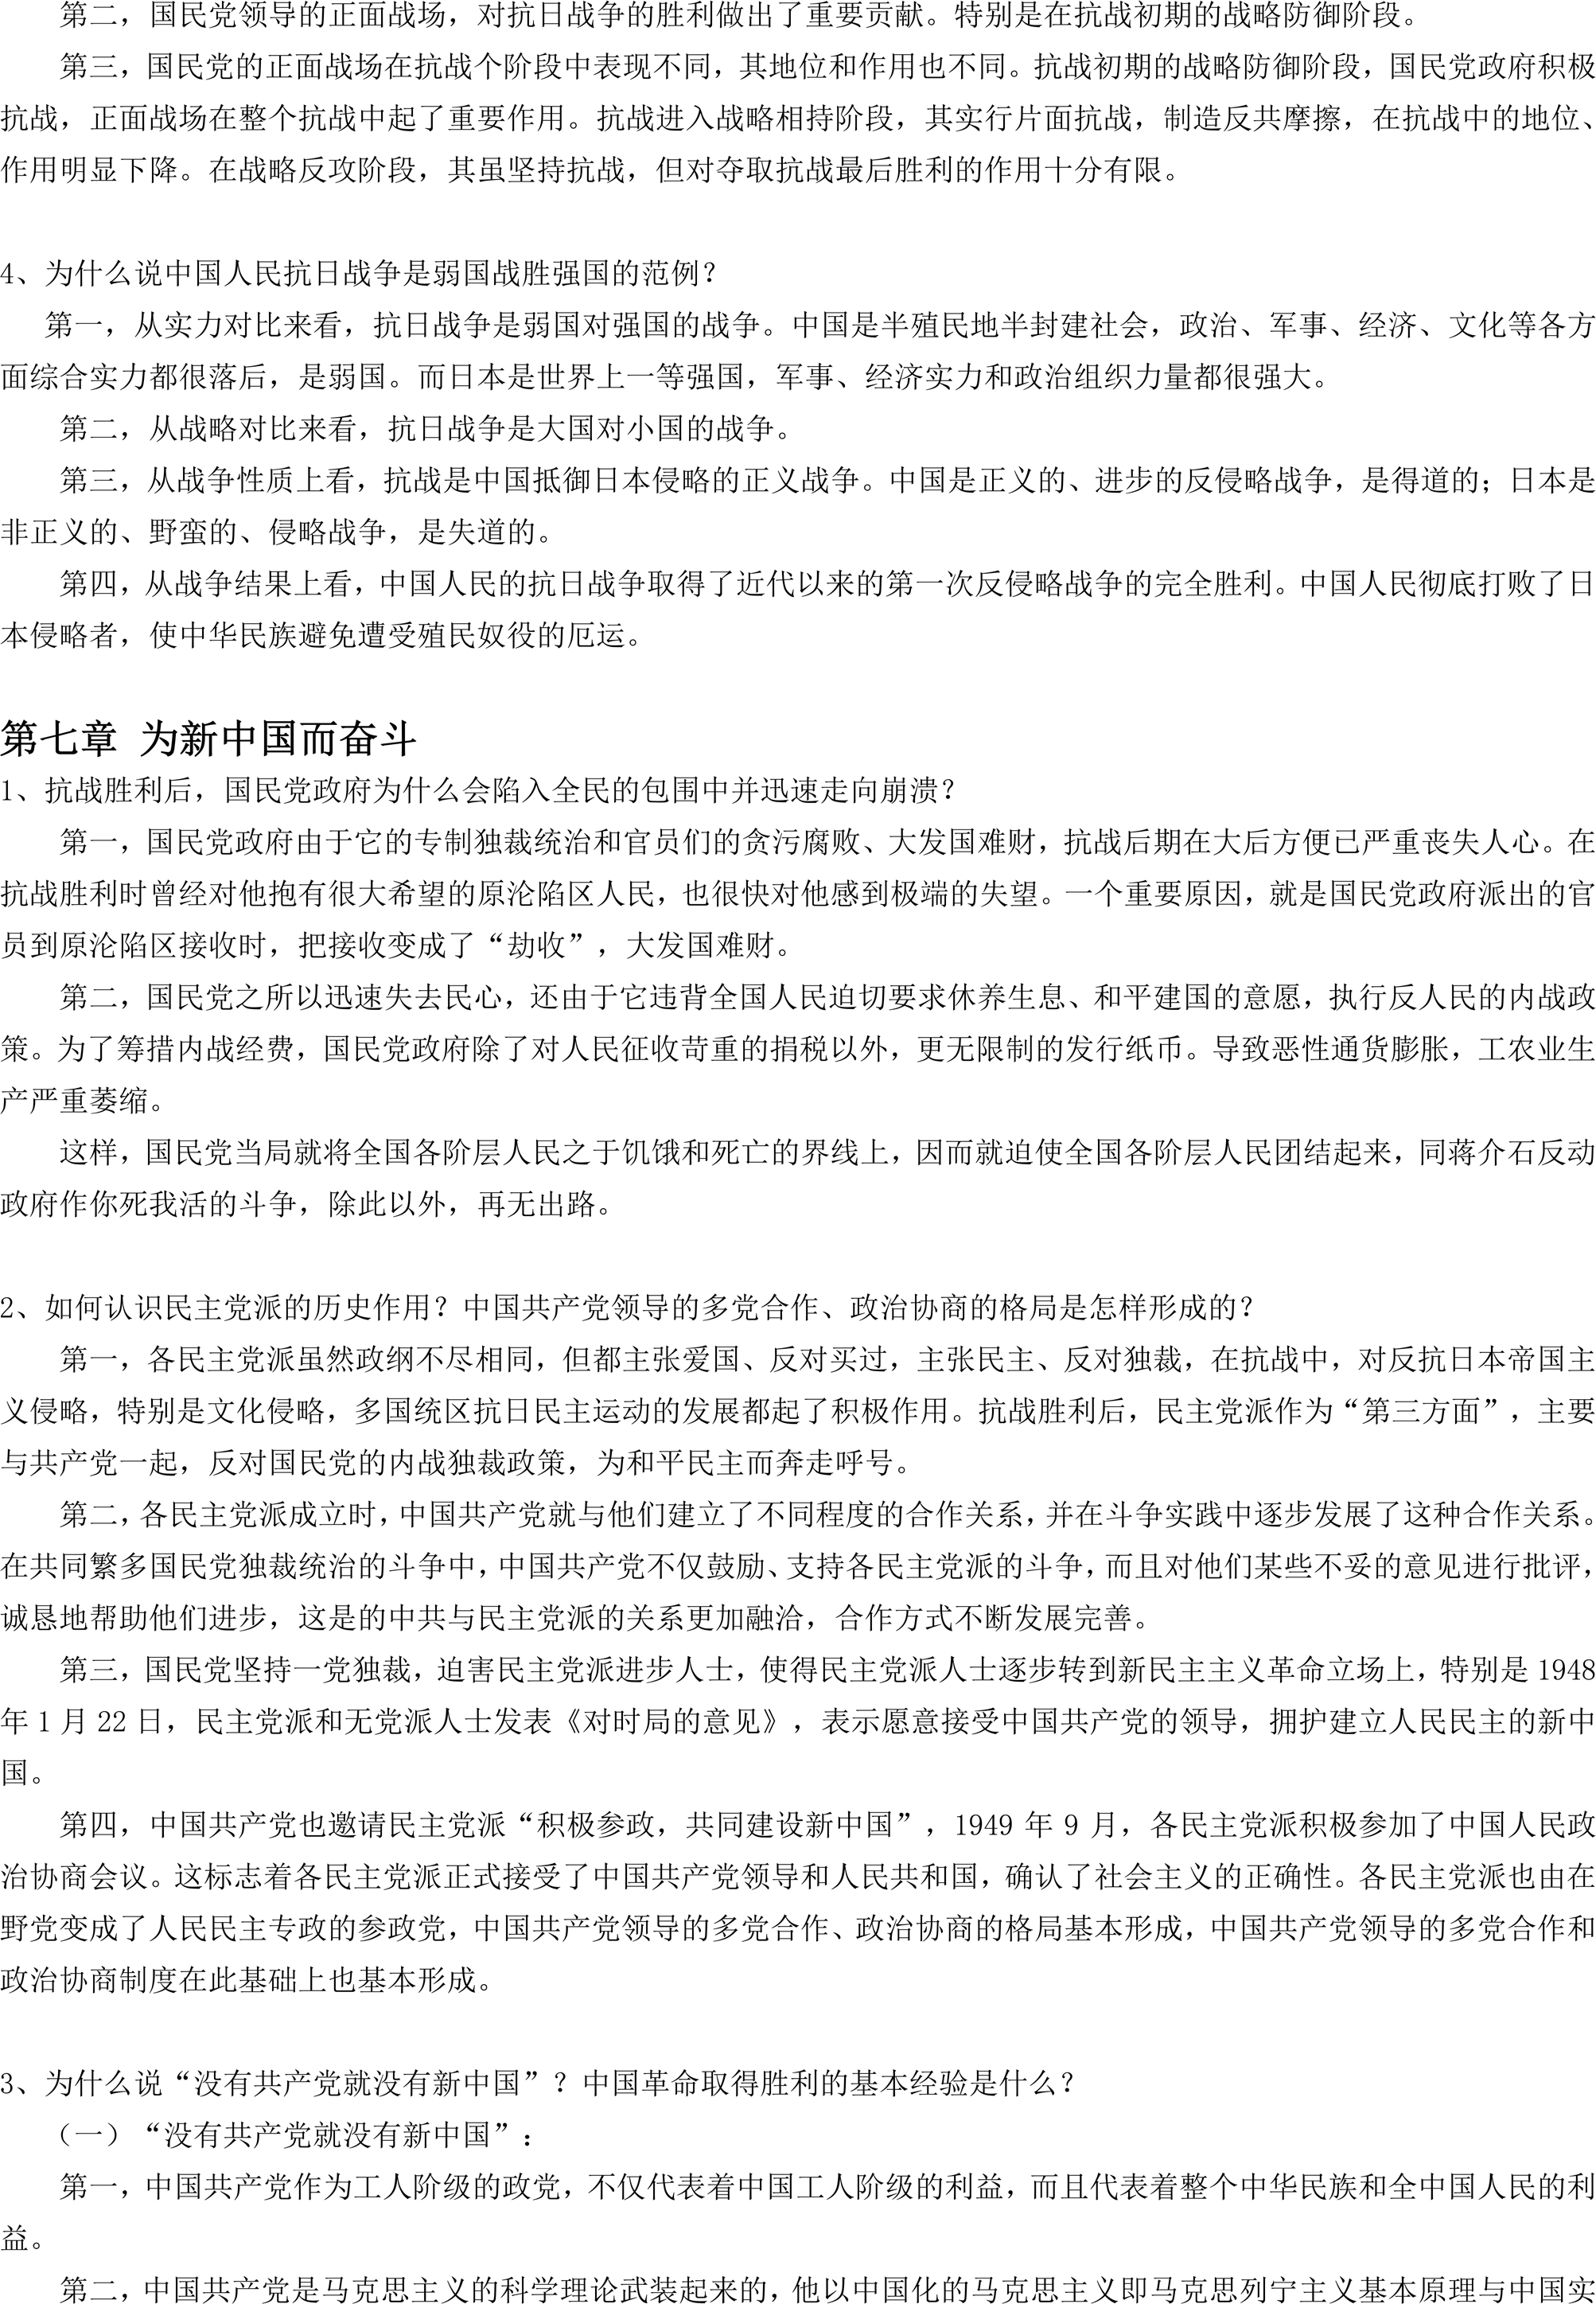 第二，国民党领导的正面战场，对抗日战争的胜利做出了重要贡献。特别是在抗战初期的战略防御阶段。
第三，国民党的正面战场在抗战个阶段中表现不同，其地位和作用也不同。抗战初期的战略防御阶段，国民党政府积极
抗战，正面战场在整个抗战中起了重要作用。抗战进入战略相持阶段，其实行片面抗战，制造反共摩擦，在抗战中的地位、
作用明显下降。在战略反攻阶段，其虽坚持抗战，但对夺取抗战最后胜利的作用十分有限。
4、为什么说中国人民抗日战争是弱国战胜强国的范例？
第一，从实力对比来看，抗日战争是弱国对强国的战争。中国是半殖民地半封建社会，政治、军事、经济、文化等各方
面综合实力都很落后，是弱国。而日本是世界上一等强国，军事、经济实力和政治组织力量都很强大。
第二，从战略对比来看，抗日战争是大国对小国的战争。
第三，从战争性质上看，抗战是中国抵御日本侵略的正义战争。中国是正义的、进步的反侵略战争，是得道的；日本是
非正义的、野蛮的、侵略战争，是失道的。
第四，从战争结果上看，中国人民的抗日战争取得了近代以来的第一次反侵略战争的完全胜利。中国人民彻底打败了日
本侵略者，使中华民族避免遭受殖民奴役的厄运。
第七章 为新中国而奋斗
1、抗战胜利后，国民党政府为什么会陷入全民的包围中并迅速走向崩溃？
第一，国民党政府由于它的专制独裁统治和官员们的贪污腐败、大发国难财，抗战后期在大后方便已严重丧失人心。在
抗战胜利时曾经对他抱有很大希望的原沦陷区人民，也很快对他感到极端的失望。一个重要原因，就是国民党政府派出的官
员到原沦陷区接收时，把接收变成了“劫收”，大发国难财。
第二，国民党之所以迅速失去民心，还由于它违背全国人民迫切要求休养生息、和平建国的意愿，执行反人民的内战政
策。为了筹措内战经费，国民党政府除了对人民征收苛重的捐税以外，更无限制的发行纸币。导致恶性通货膨胀，工农业生
产严重萎缩。
这样，国民党当局就将全国各阶层人民之于饥饿和死亡的界线上，因而就迫使全国各阶层人民团结起来，同蒋介石反动
政府作你死我活的斗争，除此以外，再无出路。
2、如何认识民主党派的历史作用？中国共产党领导的多党合作、政治协商的格局是怎样形成的？
第一，各民主党派虽然政纲不尽相同，但都主张爱国、反对买过，主张民主、反对独裁，在抗战中，对反抗日本帝国主
义侵略，特别是文化侵略，多国统区抗日民主运动的发展都起了积极作用。抗战胜利后，民主党派作为“第三方面”，主要
与共产党一起，反对国民党的内战独裁政策，为和平民主而奔走呼号。
第二，各民主党派成立时，中国共产党就与他们建立了不同程度的合作关系，并在斗争实践中逐步发展了这种合作关系。
在共同繁多国民党独裁统治的斗争中，中国共产党不仅鼓励、支持各民主党派的斗争，而且对他们某些不妥的意见进行批评，
诚恳地帮助他们进步，这是的中共与民主党派的关系更加融洽，合作方式不断发展完善。
第三，国民党坚持一党独裁，迫害民主党派进步人士，使得民主党派人士逐步转到新民主主义革命立场上，特别是 1948
年 1 月 22 日，民主党派和无党派人士发表《对时局的意见》，表示愿意接受中国共产党的领导，拥护建立人民民主的新中
国。
第四，中国共产党也邀请民主党派“积极参政，共同建设新中国”，1949 年 9 月，各民主党派积极参加了中国人民政
治协商会议。这标志着各民主党派正式接受了中国共产党领导和人民共和国，确认了社会主义的正确性。各民主党派也由在
野党变成了人民民主专政的参政党，中国共产党领导的多党合作、政治协商的格局基本形成，中国共产党领导的多党合作和
政治协商制度在此基础上也基本形成。
3、为什么说“没有共产党就没有新中国”？中国革命取得胜利的基本经验是什么？
（一）“没有共产党就没有新中国”：
第一，中国共产党作为工人阶级的政党，不仅代表着中国工人阶级的利益，而且代表着整个中华民族和全中国人民的利
益。
第二，中国共产党是马克思主义的科学理论武装起来的，他以中国化的马克思主义即马克思列宁主义基本原理与中国实